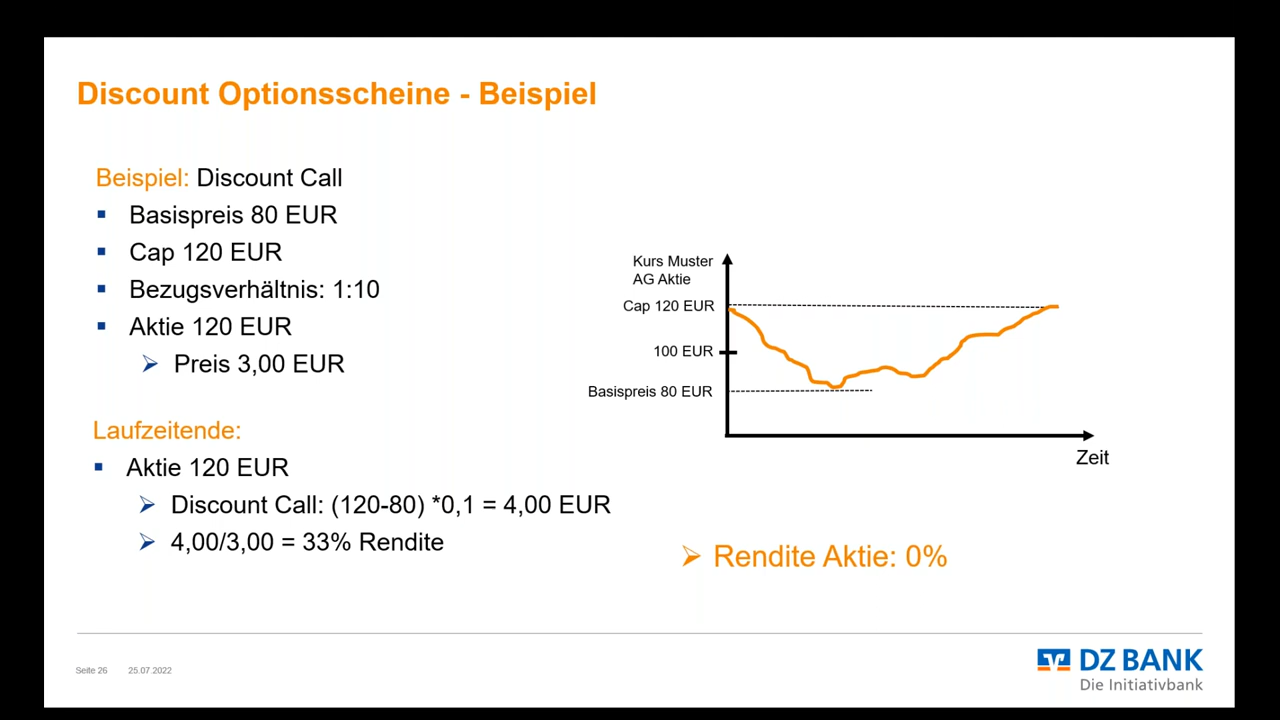 Discount Optionsscheine - Beispiel
Beispiel: Discount Call
Basispreis 80 EUR
Cap 120 EUR
Bezugsverhältnis: 1:10
Aktie 120 EUR
Preis 3,00 EUR
Laufzeitende:
Aktie 120 EUR
Discount Call: (120-80) *0,1 = 4,00 EUR
4,00/3,00 = 33% Rendite
Kurs Muster
AG Aktie
Cap 120 EUR
100 EUR
Basispreis 80 EUR
Zeit
Rendite Aktie: 0%
Seite 26 25.07.2022
DZ BANK
Die Initiativbank